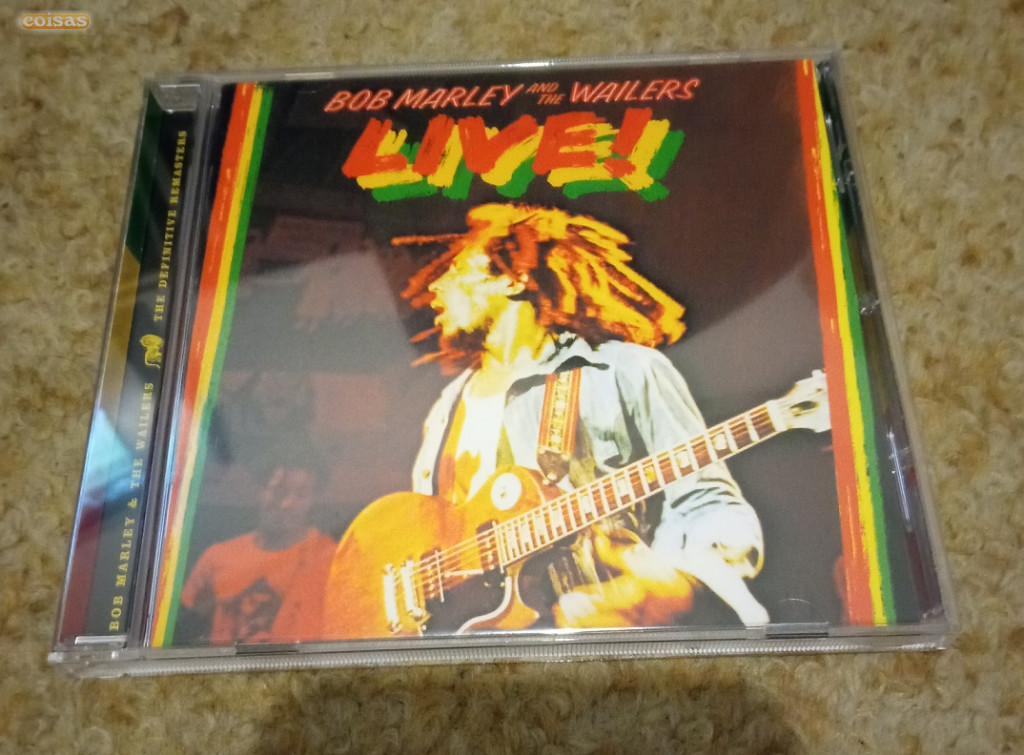 coisas
BOB MARLEY AND THE WAILERS
LIVE!
BOB MARLEY & THE WAILERS THE DEFINITIVE REMASTERS